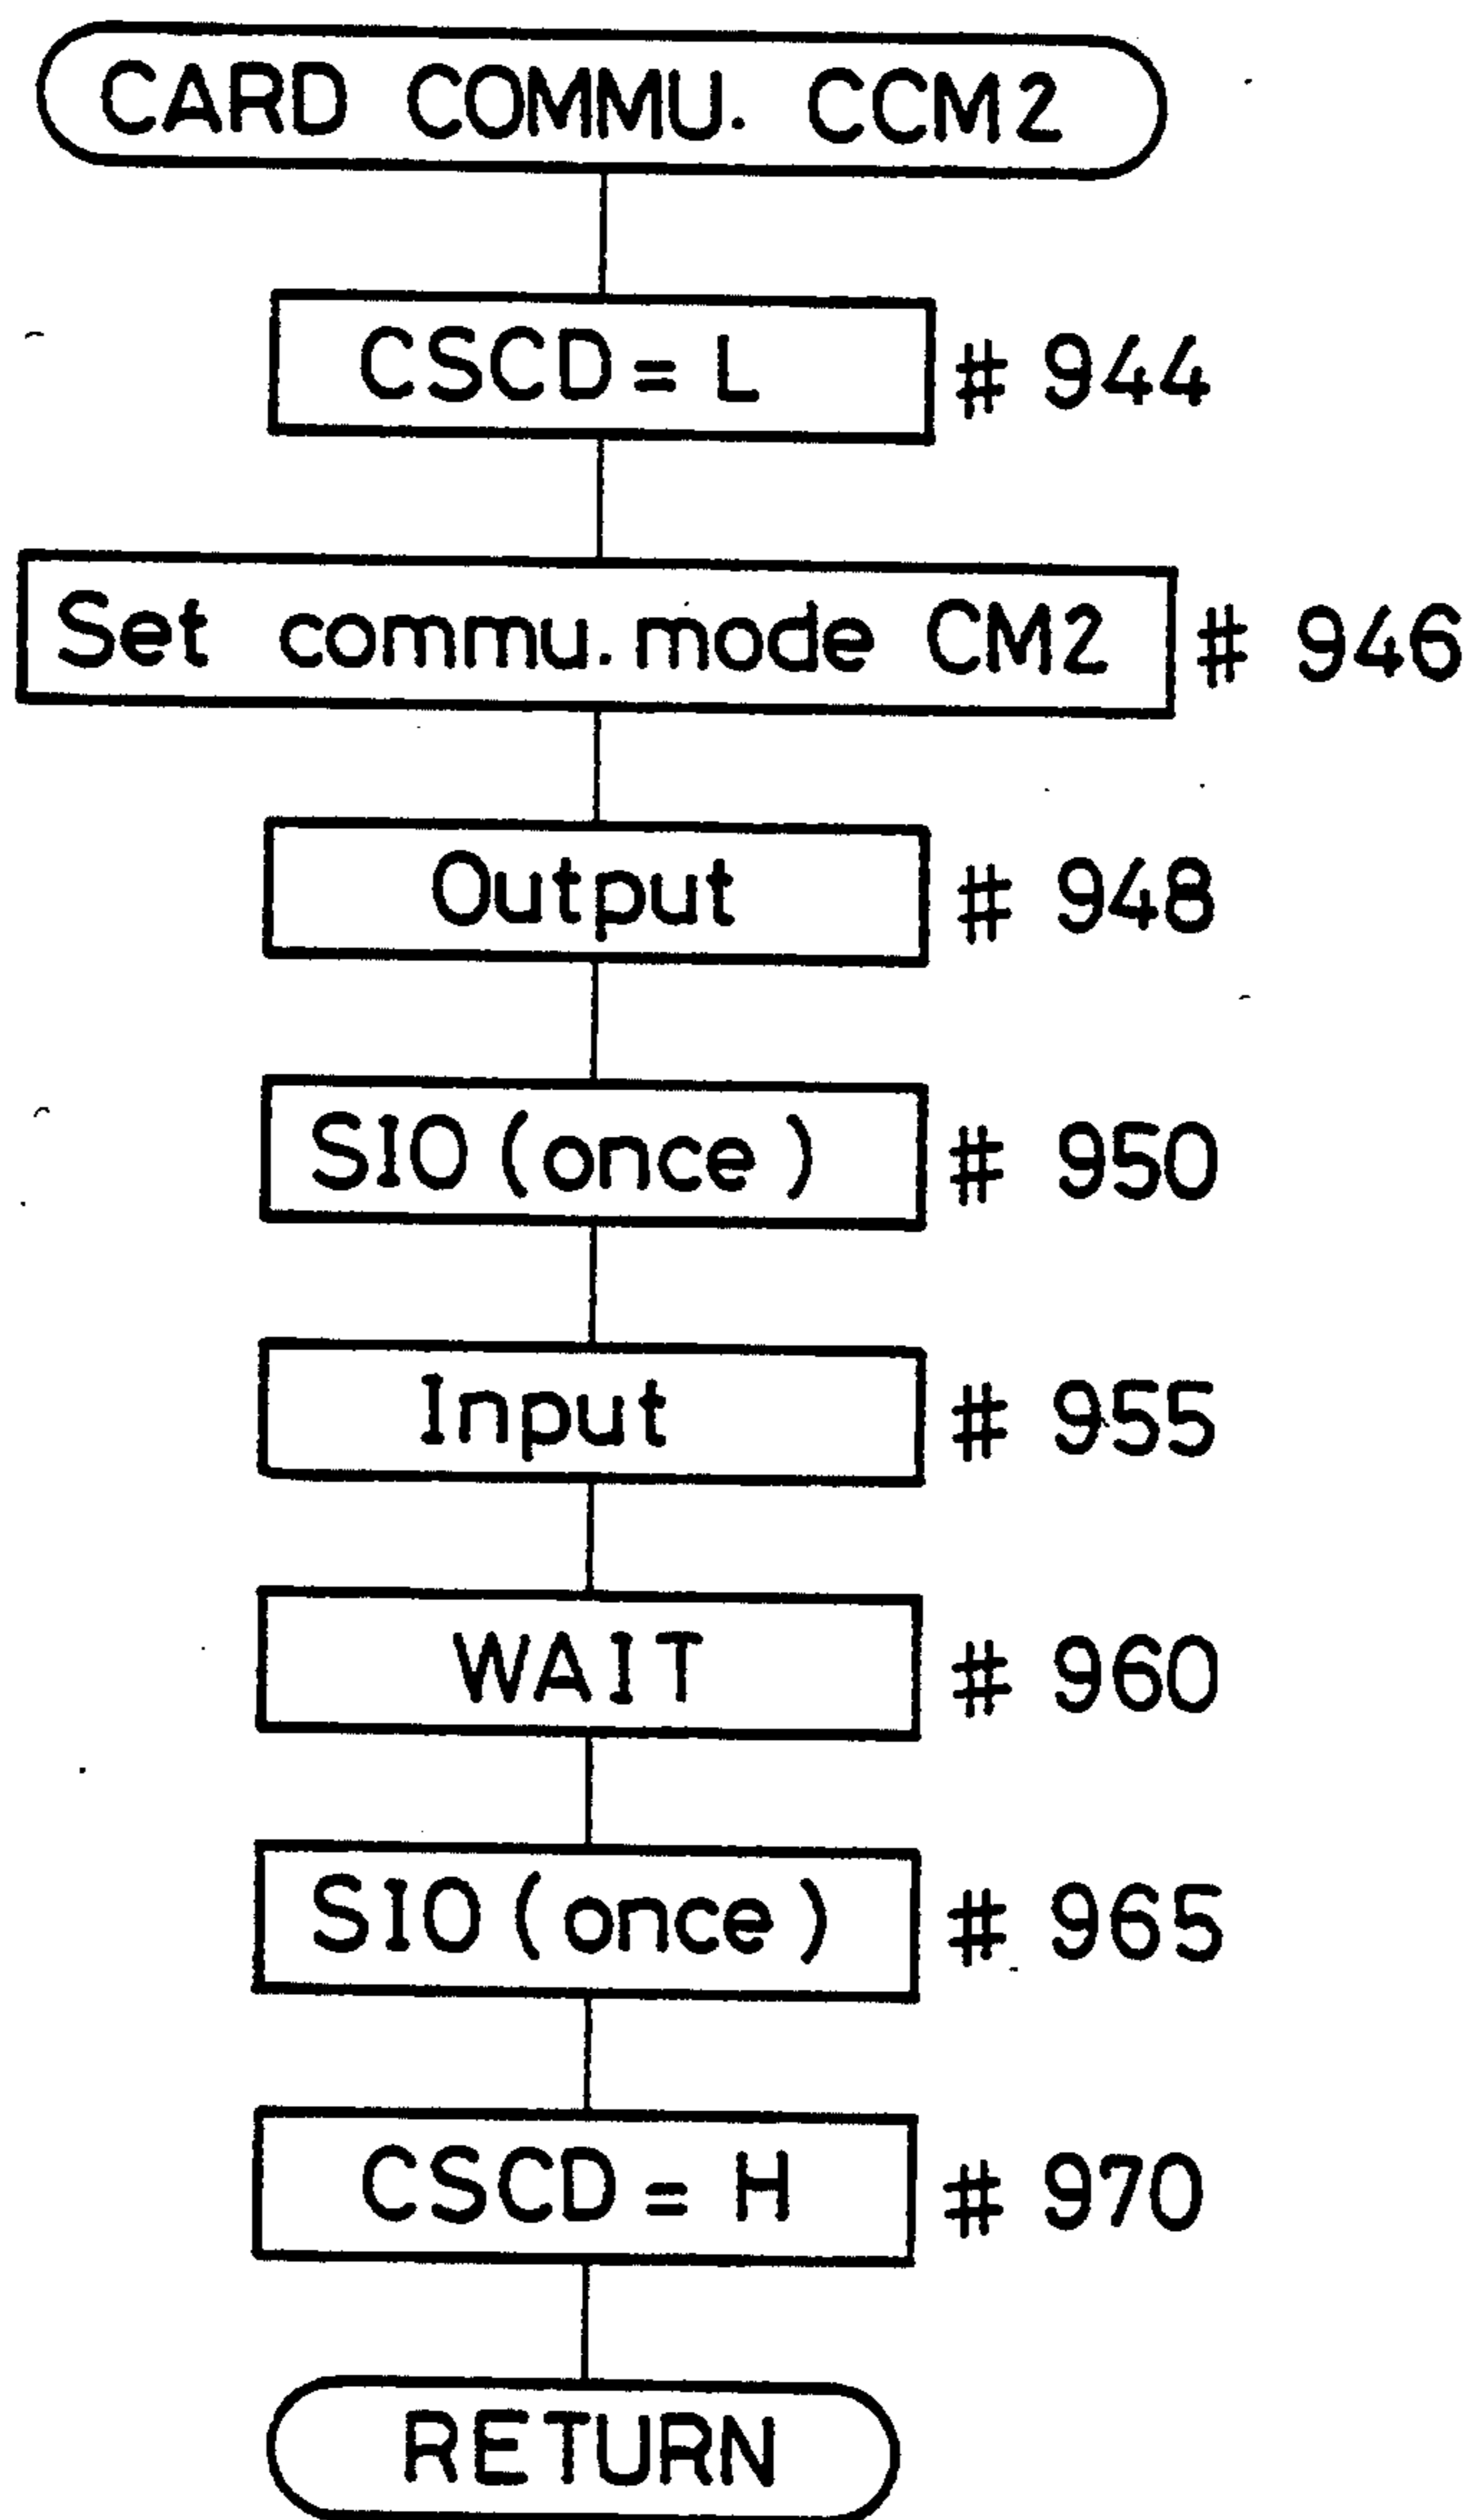 CARD COMMU. CCM2
CSCD = L # 944
Set commu. mode CM2 # 946
Output # 948
SIO (once) # 950
Input # 955
WAIT # 960
SIO (once) # 965
CSCD = H # 970
RETURN